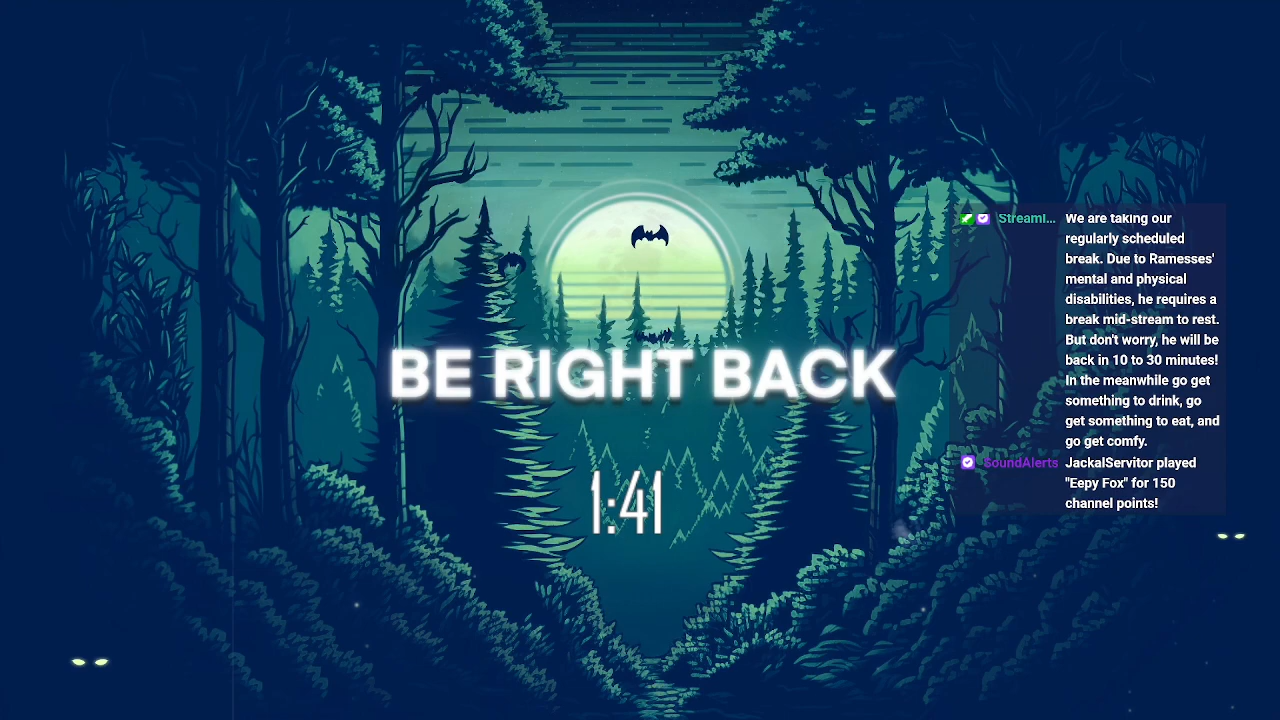 BE RIGHT BACK
1:41
Streaml... We are taking our
regularly scheduled
break. Due to Ramesses'
mental and physical
disabilities, he requires a
break mid-stream to rest.
But don't worry, he will be
back in 10 to 30 minutes!
In the meanwhile go get
something to drink, go
get something to eat, and
go get comfy.
SoundAlerts JackalServitor played
"Eepy Fox" for 150
channel points!